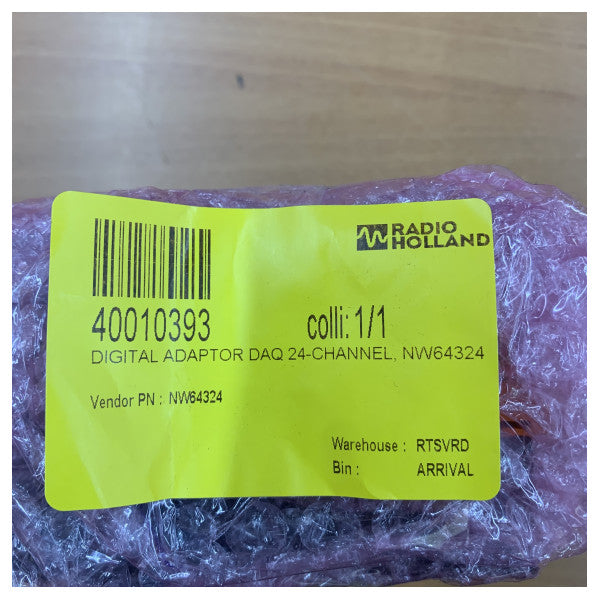 RADIO
HOLLAND
40010393 colli: 1/1
DIGITAL ADAPTOR DAQ 24-CHANNEL, NW64324
Vendor PN : NW64324
Warehouse : RTSVRD
Bin : ARRIVAL